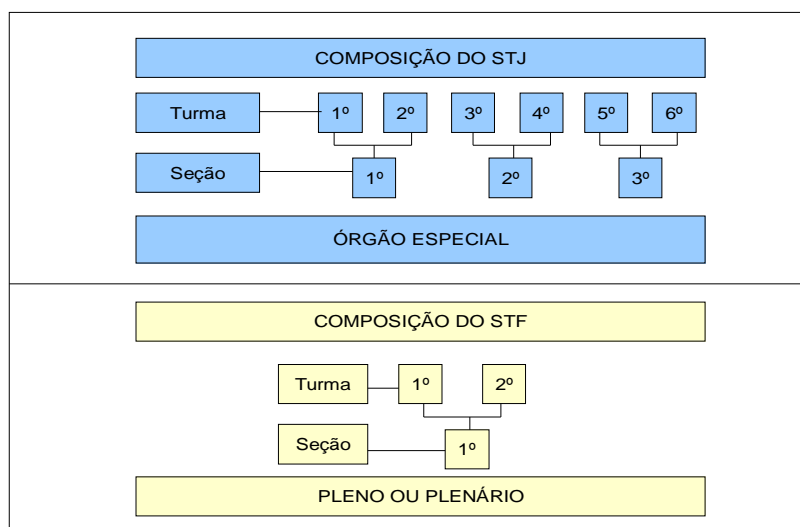 COMPOSIÇÃO DO STJ
Turma 1º 2º 3º 4º 5º 6º
Seção 1º 2º 3º
ÓRGÃO ESPECIAL
COMPOSIÇÃO DO STF
Turma 1º 2º
Seção 1º
PLENO OU PLENÁRIO